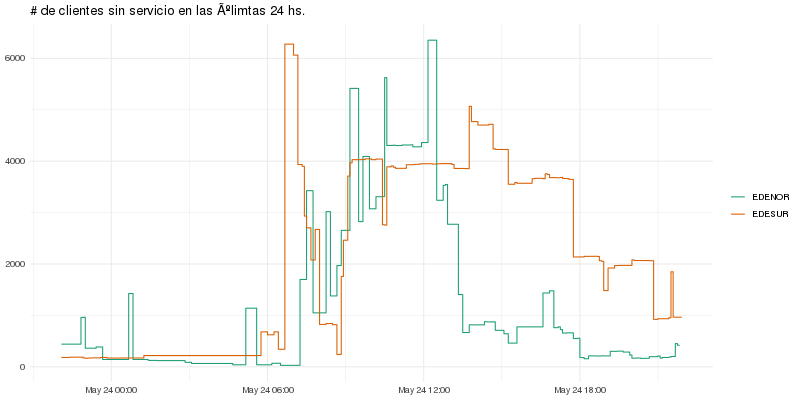 # de clientes sin servicio en las Ãºlimtas 24 hs.
6000
4000
2000
0
May 24 00:00
May 24 06:00
May 24 12:00
May 24 18:00
EDENOR
EDESUR